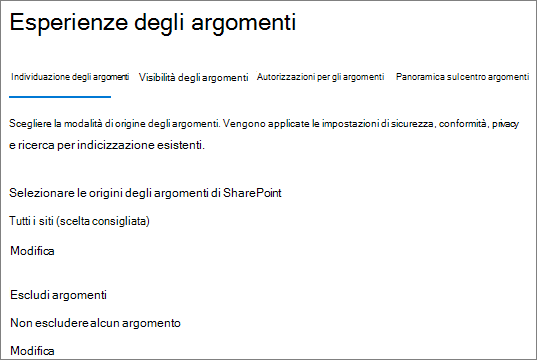 Esperienze degli argomenti
Individuazione degli argomenti Visibilità degli argomenti Autorizzazioni per gli argomenti Panoramica sul centro argomenti
Scegliere la modalità di origine degli argomenti. Vengono applicate le impostazioni di sicurezza, conformità, privacy
e ricerca per indicizzazione esistenti.
Selezionare le origini degli argomenti di SharePoint
Tutti i siti (scelta consigliata)
Modifica
Escludi argomenti
Non escludere alcun argomento
Modifica